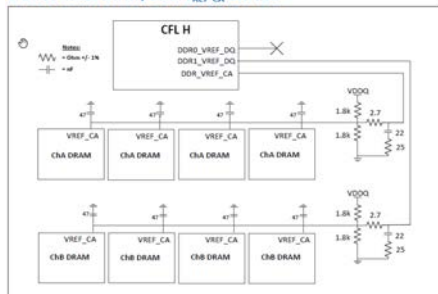 REF_CA
CFL H
DDR0_VREF_DQ
DDR1_VREF_DQ
DDR_VREF_CA
Notes:
= Ohm +/- 1%
= nF
VDDQ
1.8k
2.7
1.8k
22
25
47
47
47
47
VREF_CA
VREF_CA
VREF_CA
VREF_CA
ChA DRAM
ChA DRAM
ChA DRAM
ChA DRAM
VDDQ
1.8k
2.7
1.8k
22
25
47
47
47
47
VREF_CA
VREF_CA
VREF_CA
VREF_CA
ChB DRAM
ChB DRAM
ChB DRAM
ChB DRAM